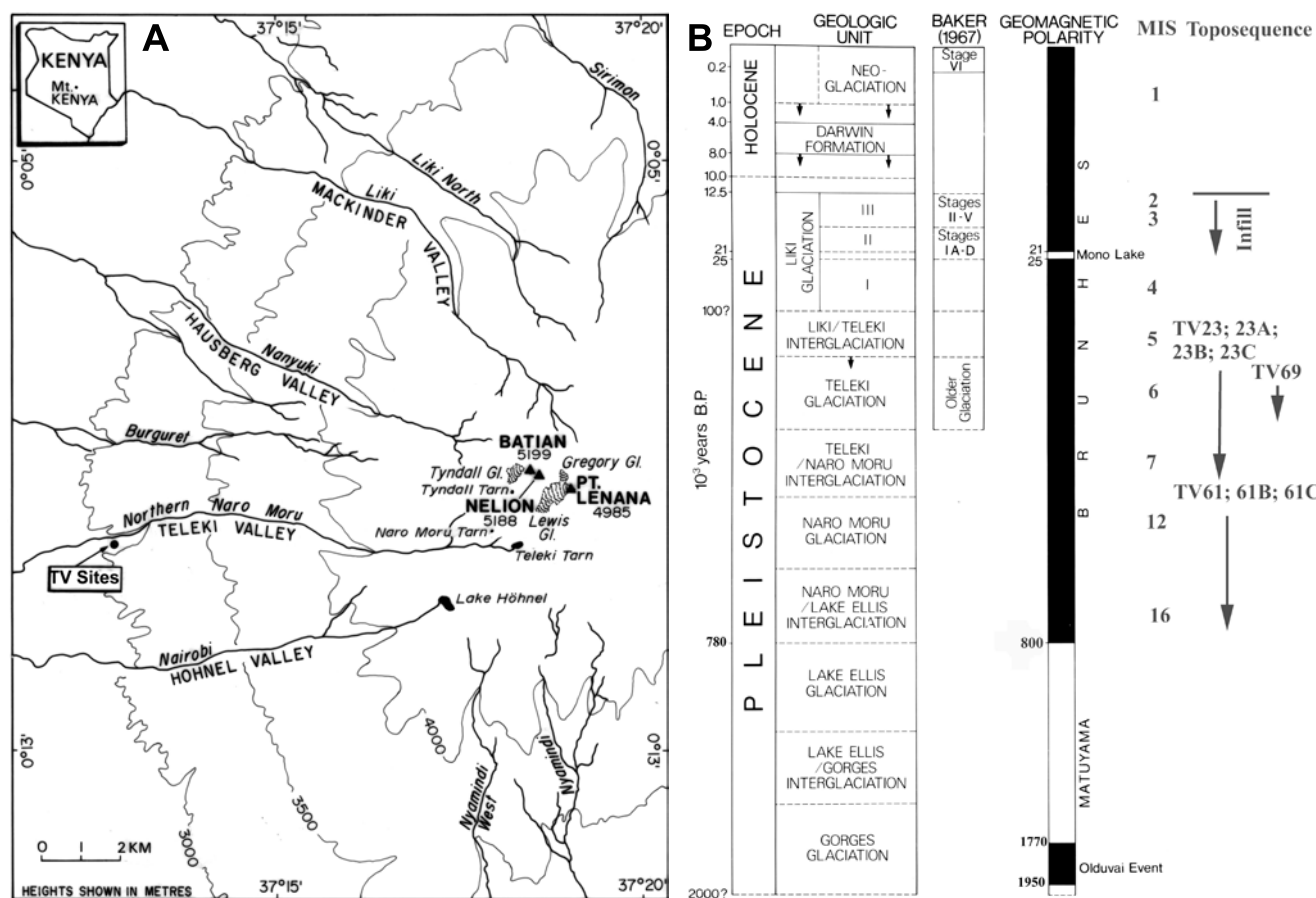 A
KENYA
Mt.
KENYA
37°15'
37°20'
Sirimon
0°05'
0°05'
Liki North
Liki
MACKINDER
VALLEY
Nanyuki
HAUSBERG VALLEY
Burguret
BATIAN
5199
Tyndall Gl.
Gregory Gl.
Tyndall Tarn
PT.
LENANA
4985
NELION
5188
Lewis
Gl.
Northern Naro Moru
TELEKI VALLEY
Naro Moru Tarn
Teleki Tarn
TV Sites
Lake Höhnel
Nairobi
HOHNEL VALLEY
4000
3500
3000
0°13'
0°13'
Nyamindi
West
Nyamindi
0 1 2 KM
HEIGHTS SHOWN IN METRES
37°15'
37°20'
B
EPOCH
GEOLOGIC
UNIT
BAKER
(1967)
GEOMAGNETIC
POLARITY
MIS
Toposequence
10³ years B.P.
0.2
1.0
4.0
8.0
10.0
12.5
21
25
100?
780
2000?
HOLOCENE
PLEISTOCENE
NEO-
GLACIATION
DARWIN
FORMATION
LIKI
GLACIATION
III
II
I
LIKI/TELEKI
INTERGLACIATION
TELEKI
GLACIATION
TELEKI
/NARO MORU
INTERGLACIATION
NARO MORU
GLACIATION
NARO MORU
/LAKE ELLIS
INTERGLACIATION
LAKE ELLIS
GLACIATION
LAKE ELLIS
/GORGES
INTERGLACIATION
GORGES
GLACIATION
Stage
VI
Stages
II-V
Stages
IA-D
Older
Glaciation
BRUNHES
21
25
Mono Lake
800
MATUYAMA
1770
Olduvai Event
1950
1
2
3
4
5
6
7
12
16
Infill
TV23; 23A;
23B; 23C
TV69
TV61; 61B; 61C